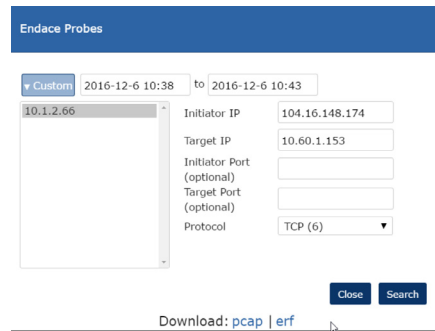 Endace Probes
▾ Custom 2016-12-6 10:38 to 2016-12-6 10:43
10.1.2.66
Initiator IP 104.16.148.174
Target IP 10.60.1.153
Initiator Port
(optional)
Target Port
(optional)
Protocol TCP (6) ▼
Close Search
Download: pcap | erf